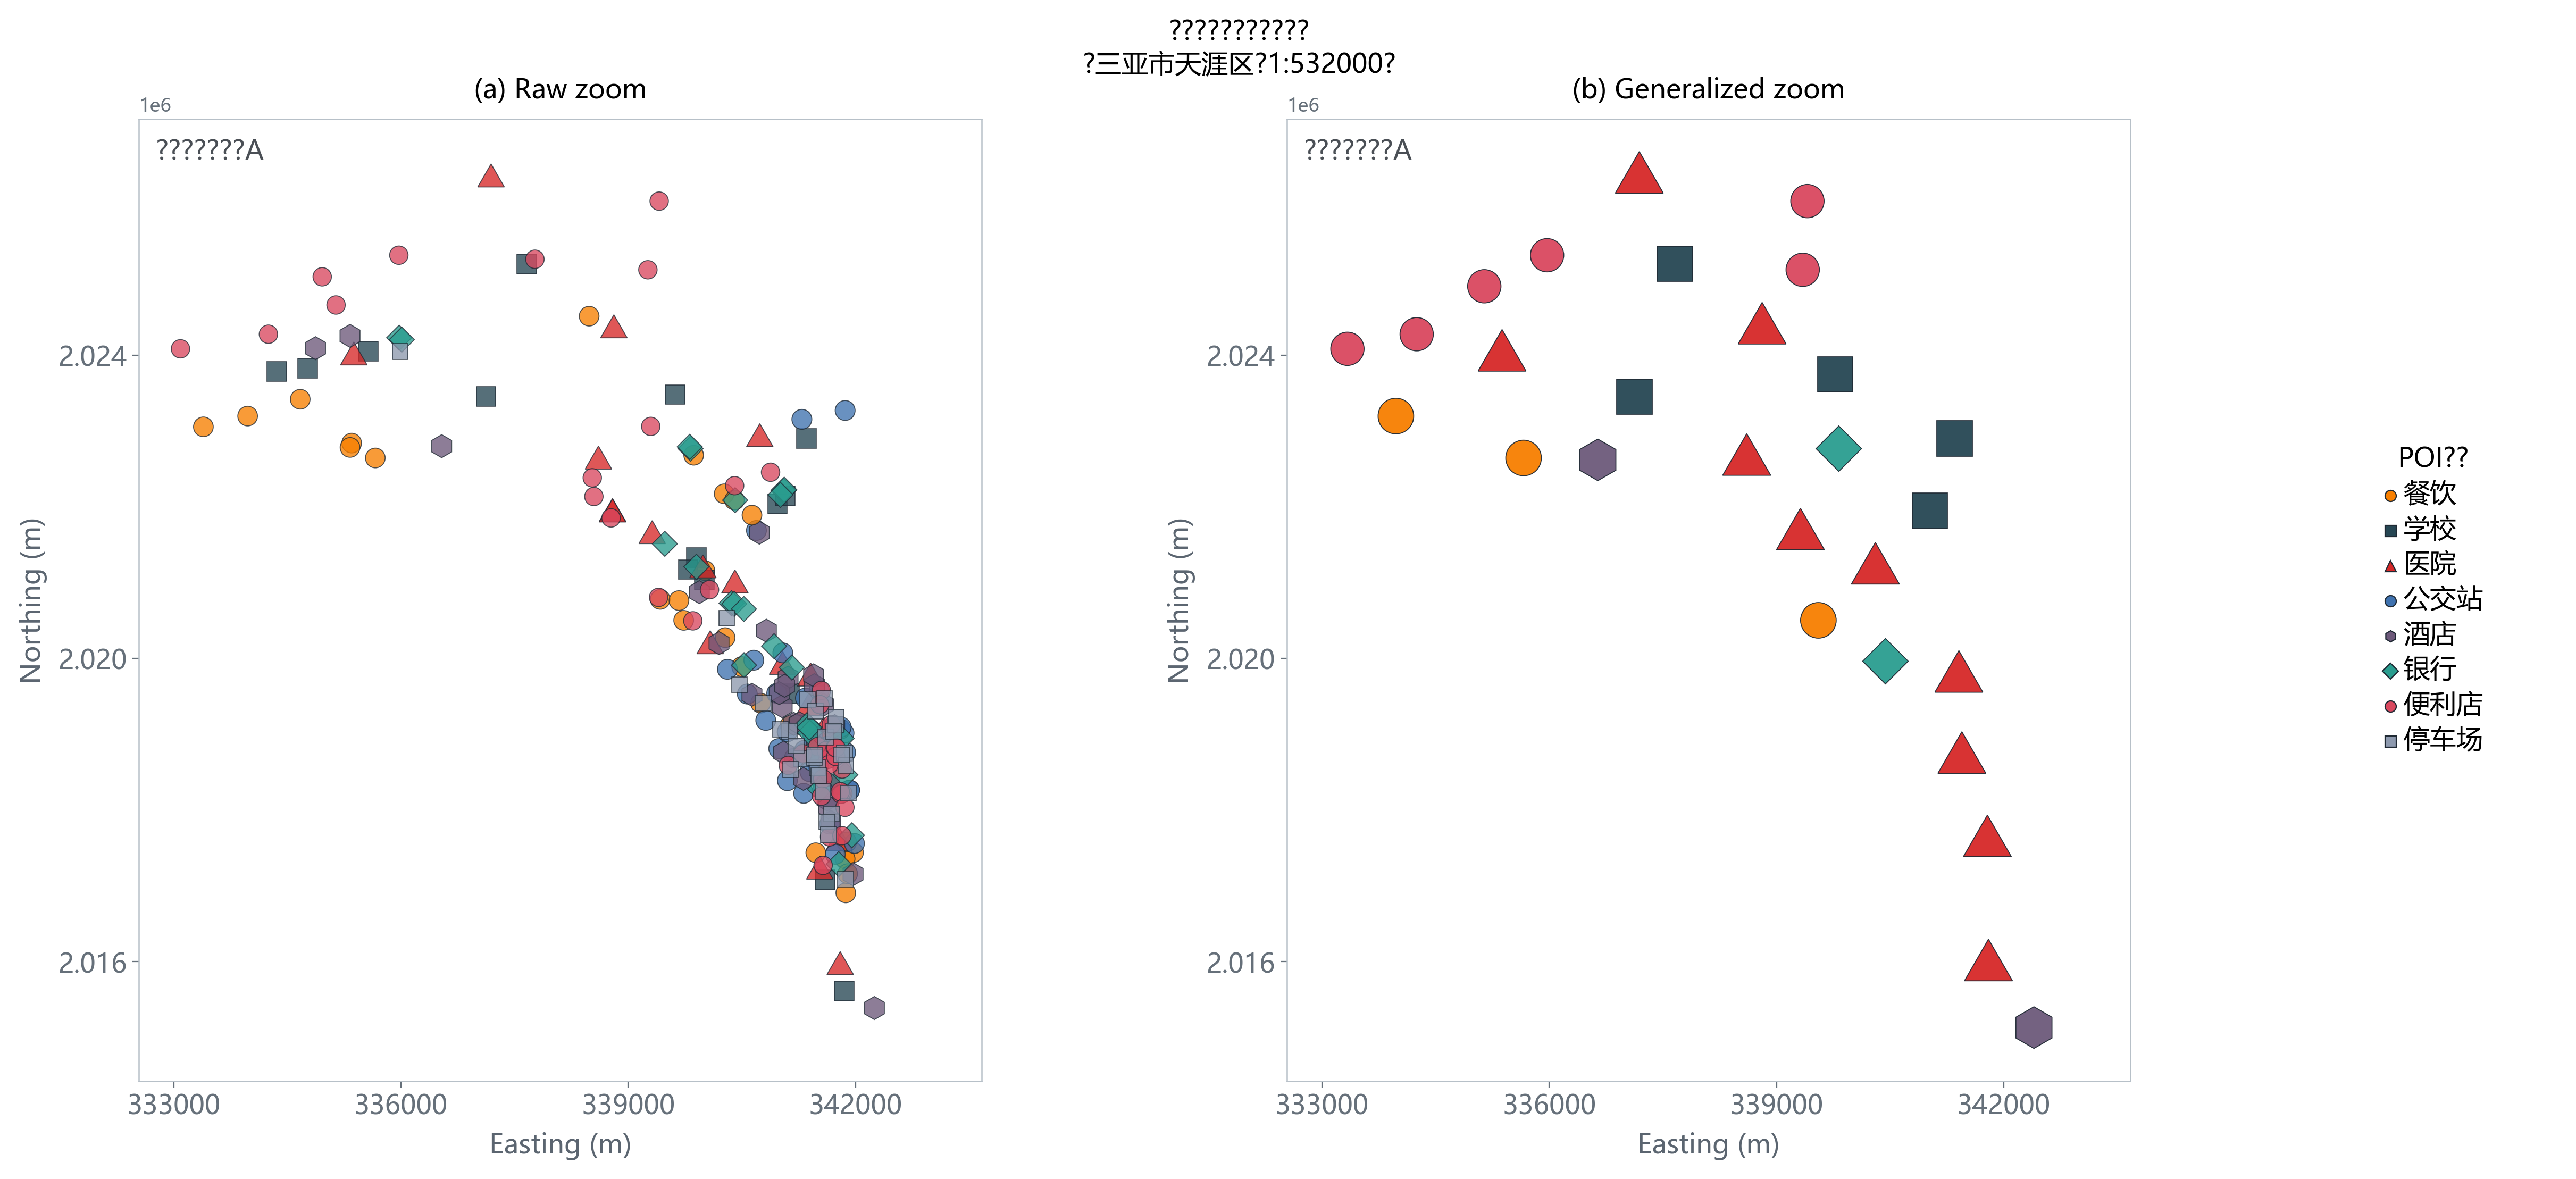 ???????????
?三亚市天涯区?1:532000?
(a) Raw zoom
1e6
???????A
2.024
2.020
2.016
Northing (m)
333000
336000
339000
342000
Easting (m)
(b) Generalized zoom
1e6
???????A
2.024
2.020
2.016
Northing (m)
333000
336000
339000
342000
Easting (m)
POI??
餐饮
学校
医院
公交站
酒店
银行
便利店
停车场